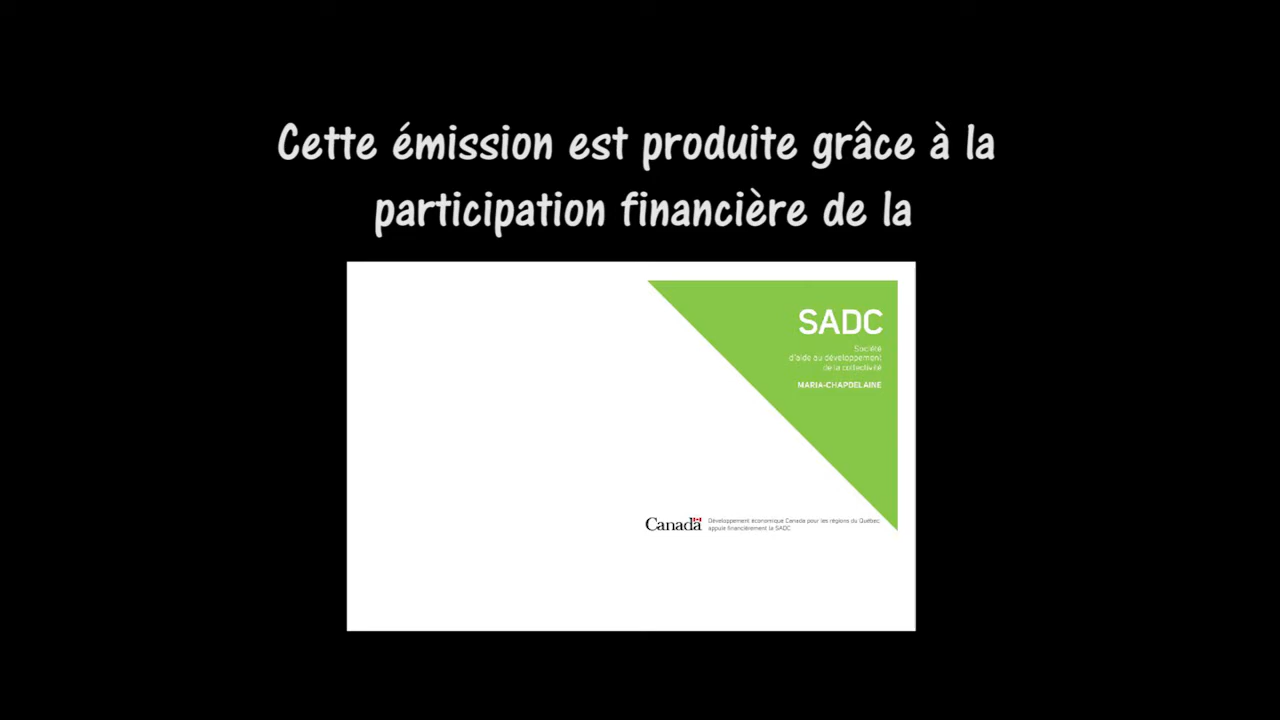 Cette émission est produite grâce à la
participation financière de la
SADC
Société
d'aide au développement
de la collectivité
MARIA-CHAPDELAINE
Canada
Développement économique Canada pour les régions du Québec
appuie financièrement la SADC